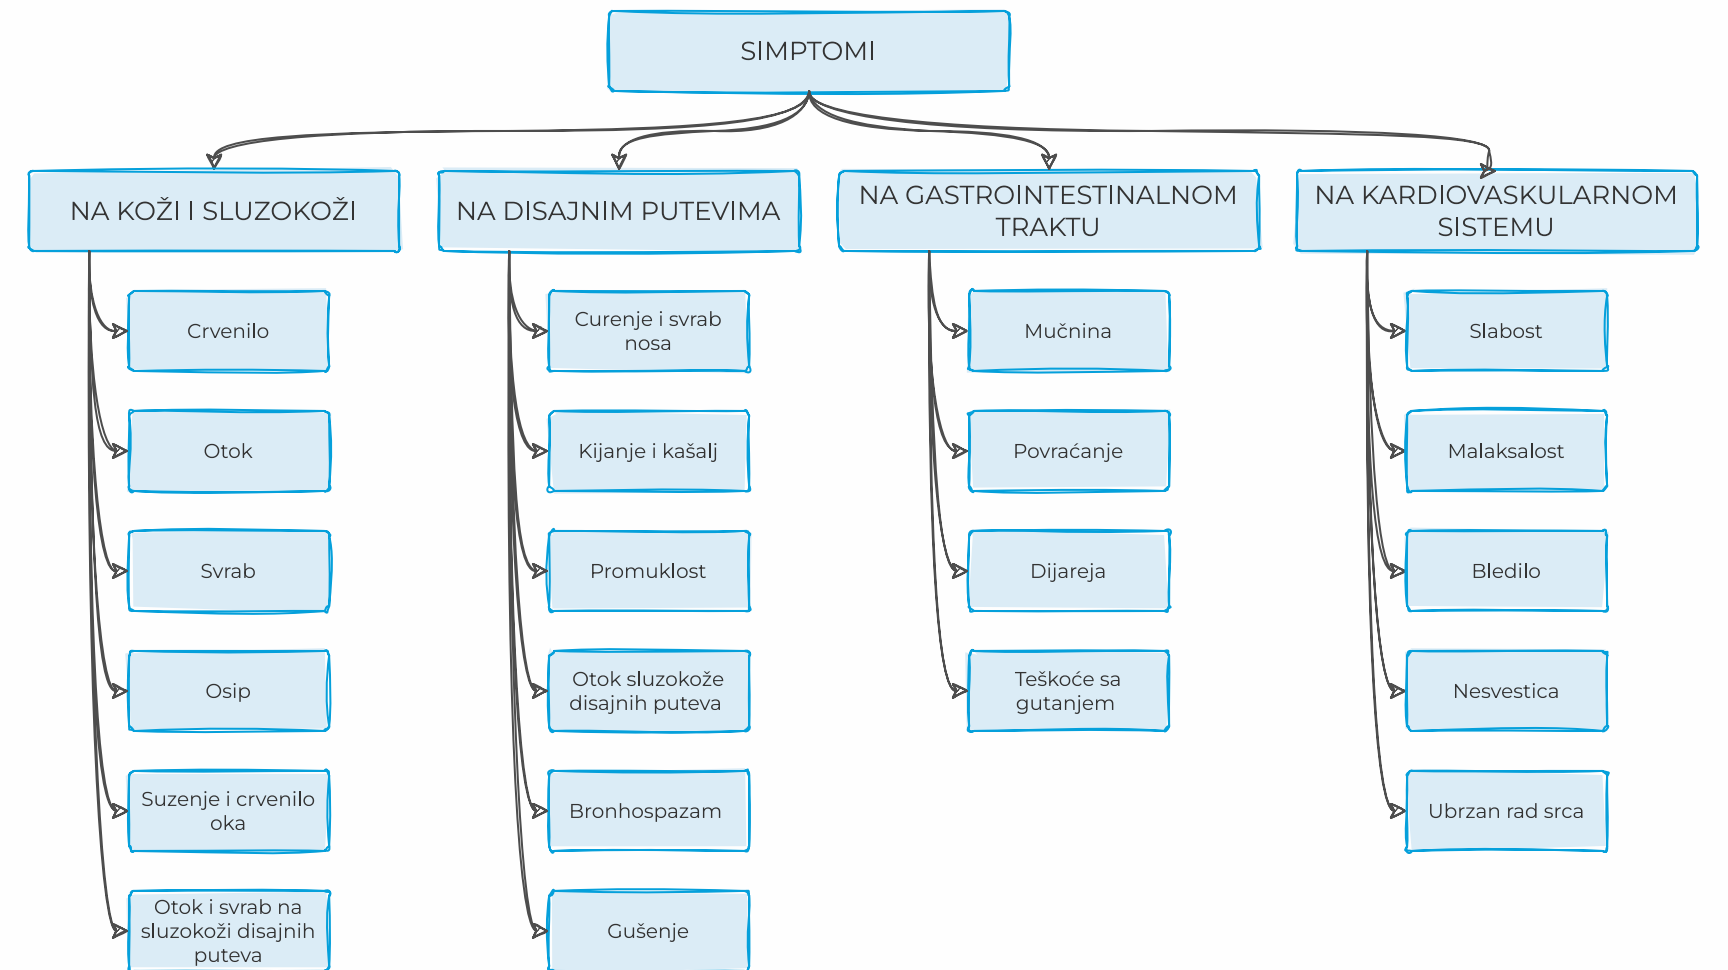 SIMPTOMI
NA KOŽI I SLUZOKOŽI
Crvenilo
Otok
Svrab
Osip
Suzenje i crvenilo
oka
Otok i svrab na
sluzokoži disajnih
puteva
NA DISAJNIM PUTEVIMA
Curenje i svrab
nosa
Kijanje i kašalj
Promuklost
Otok sluzokože
disajnih puteva
Bronhospazam
Gušenje
NA GASTROINTESTINALNOM
TRAKTU
Mučnina
Povraćanje
Dijareja
Teškoće sa
gutanjem
NA KARDIOVASKULARNOM
SISTEMU
Slabost
Malaksalost
Bledilo
Nesvestica
Ubrzan rad srca